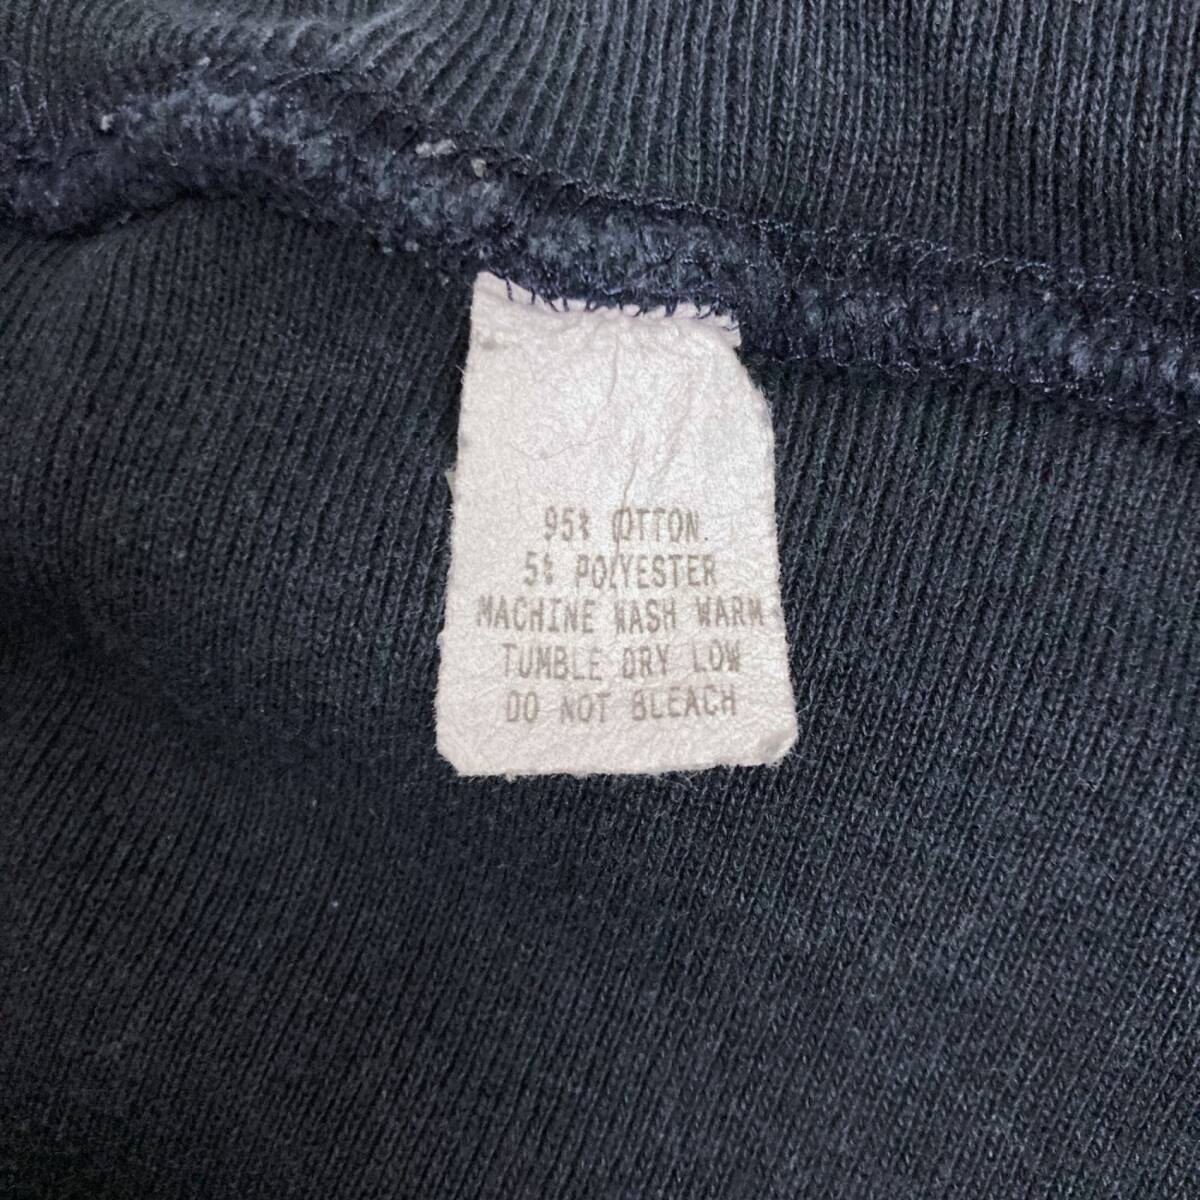 95% COTTON.
5% POLYESTER
MACHINE WASH WARM
TUMBLE DRY LOW
DO NOT BLEACH